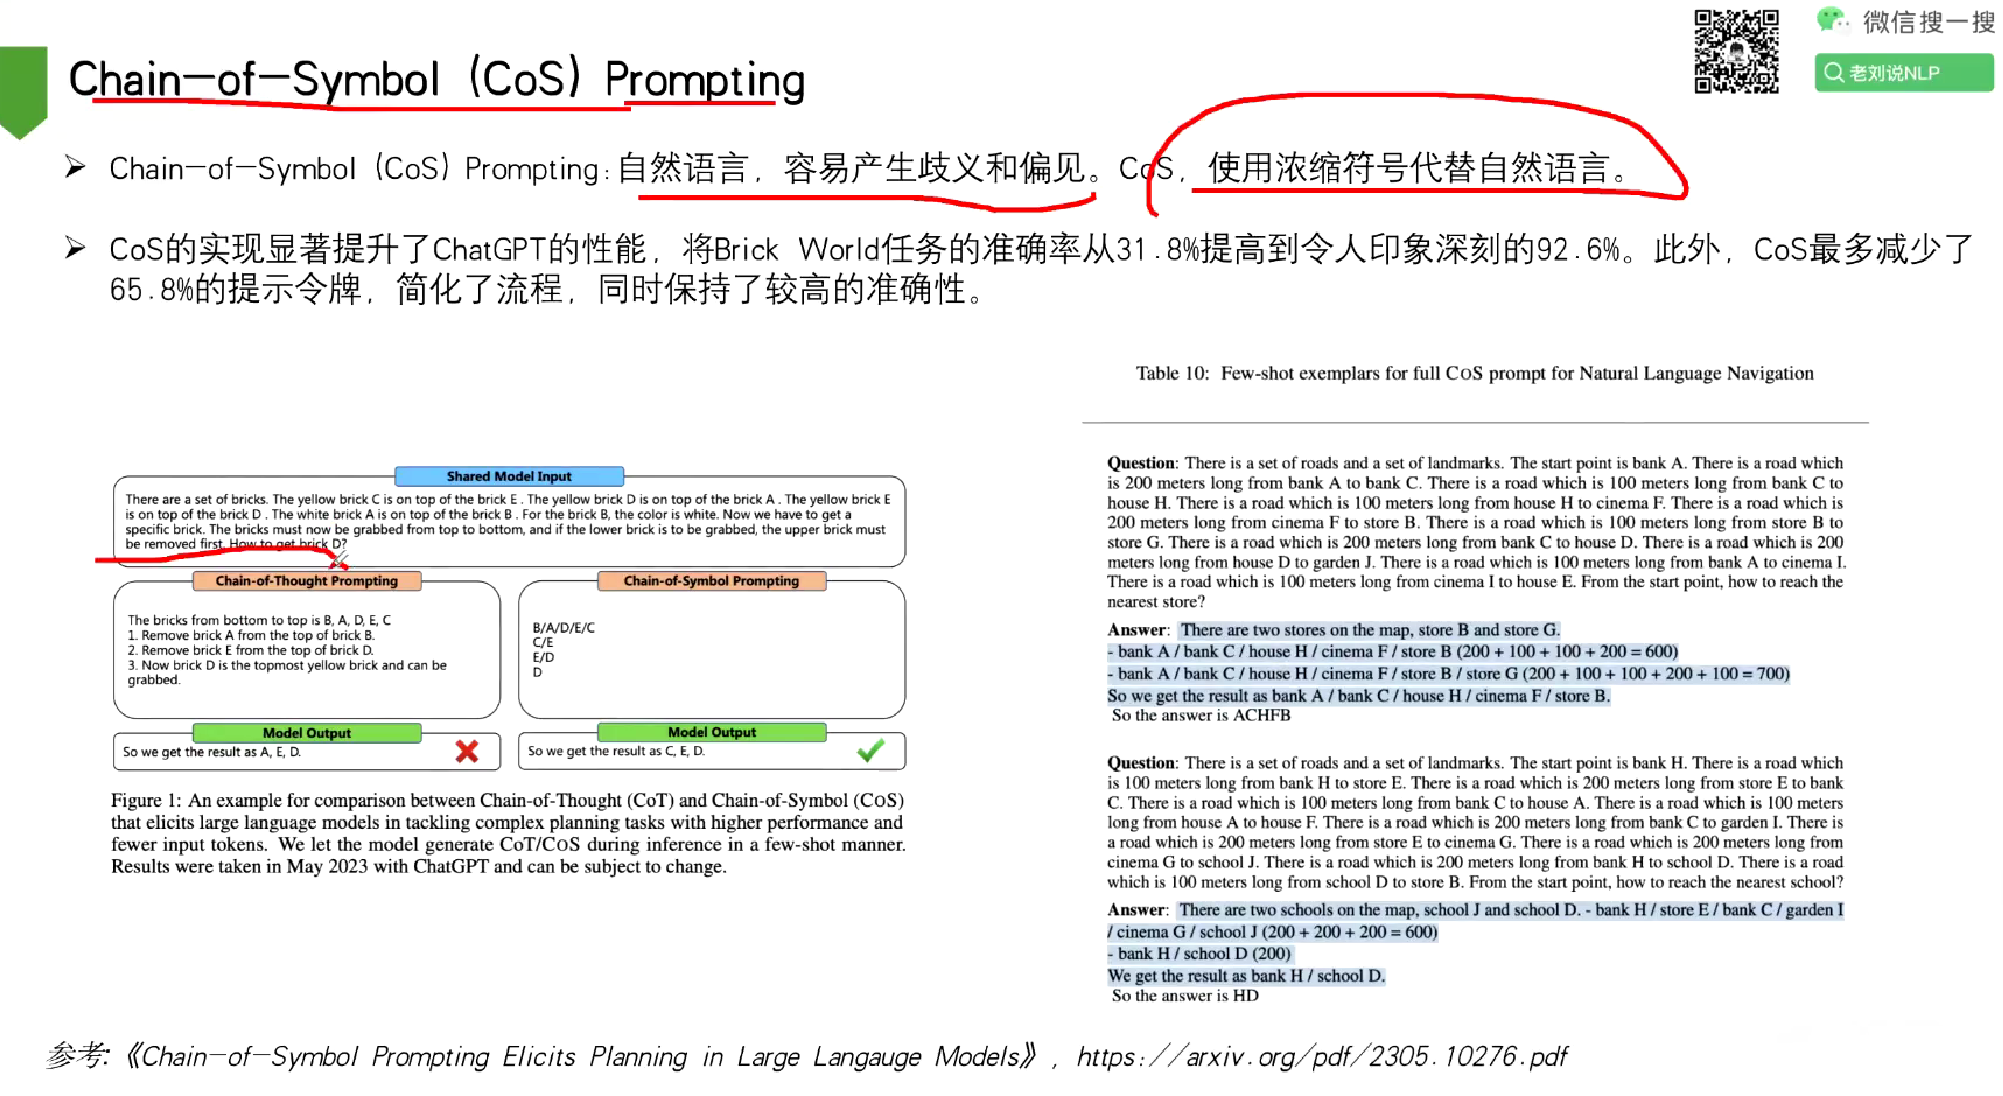 微信搜一搜
老刘说NLP
Chain-of-Symbol (CoS) Prompting
Chain-of-Symbol (CoS) Prompting:自然语言，容易产生歧义和偏见。CoS，使用浓缩符号代替自然语言。
CoS的实现显著提升了ChatGPT的性能，将Brick World任务的准确率从31.8%提高到令人印象深刻的92.6%。此外，CoS最多减少了
65.8%的提示令牌，简化了流程，同时保持了较高的准确性。
Shared Model Input
There are a set of bricks. The yellow brick C is on top of the brick E . The yellow brick D is on top of the brick A . The yellow brick E
is on top of the brick D . The white brick A is on top of the brick B . For the brick B, the color is white. Now we have to get a
specific brick. The bricks must now be grabbed from top to bottom, and if the lower brick is to be grabbed, the upper brick must
be removed first. How to get brick D?
Chain-of-Thought Prompting
The bricks from bottom to top is B, A, D, E, C
1. Remove brick A from the top of brick B.
2. Remove brick E from the top of brick D.
3. Now brick D is the topmost yellow brick and can be
grabbed.
Model Output
So we get the result as A, E, D.
Chain-of-Symbol Prompting
B/A/D/E/C
C/E
E/D
D
Model Output
So we get the result as C, E, D.
Figure 1: An example for comparison between Chain-of-Thought (CoT) and Chain-of-Symbol (COS)
that elicits large language models in tackling complex planning tasks with higher performance and
fewer input tokens. We let the model generate CoT/COS during inference in a few-shot manner.
Results were taken in May 2023 with ChatGPT and can be subject to change.
Table 10: Few-shot exemplars for full COS prompt for Natural Language Navigation
Question: There is a set of roads and a set of landmarks. The start point is bank A. There is a road which
is 200 meters long from bank A to bank C. There is a road which is 100 meters long from bank C to
house H. There is a road which is 100 meters long from house H to cinema F. There is a road which is
200 meters long from cinema F to store B. There is a road which is 100 meters long from store B to
store G. There is a road which is 200 meters long from bank C to house D. There is a road which is 200
meters long from house D to garden J. There is a road which is 100 meters long from bank A to cinema I.
There is a road which is 100 meters long from cinema I to house E. From the start point, how to reach the
nearest store?
Answer: There are two stores on the map, store B and store G.
- bank A / bank C / house H / cinema F / store B (200 + 100 + 100 + 200 = 600)
- bank A / bank C / house H / cinema F / store B / store G (200 + 100 + 100 + 200 + 100 = 700)
So we get the result as bank A / bank C / house H / cinema F / store B.
So the answer is ACHFB
Question: There is a set of roads and a set of landmarks. The start point is bank H. There is a road which
is 100 meters long from bank H to store E. There is a road which is 200 meters long from store E to bank
C. There is a road which is 100 meters long from bank C to house A. There is a road which is 100 meters
long from house A to house F. There is a road which is 200 meters long from bank C to garden I. There is
a road which is 200 meters long from store E to cinema G. There is a road which is 200 meters long from
cinema G to school J. There is a road which is 200 meters long from bank H to school D. There is a road
which is 100 meters long from school D to store B. From the start point, how to reach the nearest school?
Answer: There are two schools on the map, school J and school D. - bank H / store E / bank C / garden I
/ cinema G / school J (200 + 200 + 200 = 600)
- bank H / school D (200)
We get the result as bank H / school D.
So the answer is HD
参考:《Chain-of-Symbol Prompting Elicits Planning in Large Langauge Models》, https://arxiv.org/pdf/2305.10276.pdf